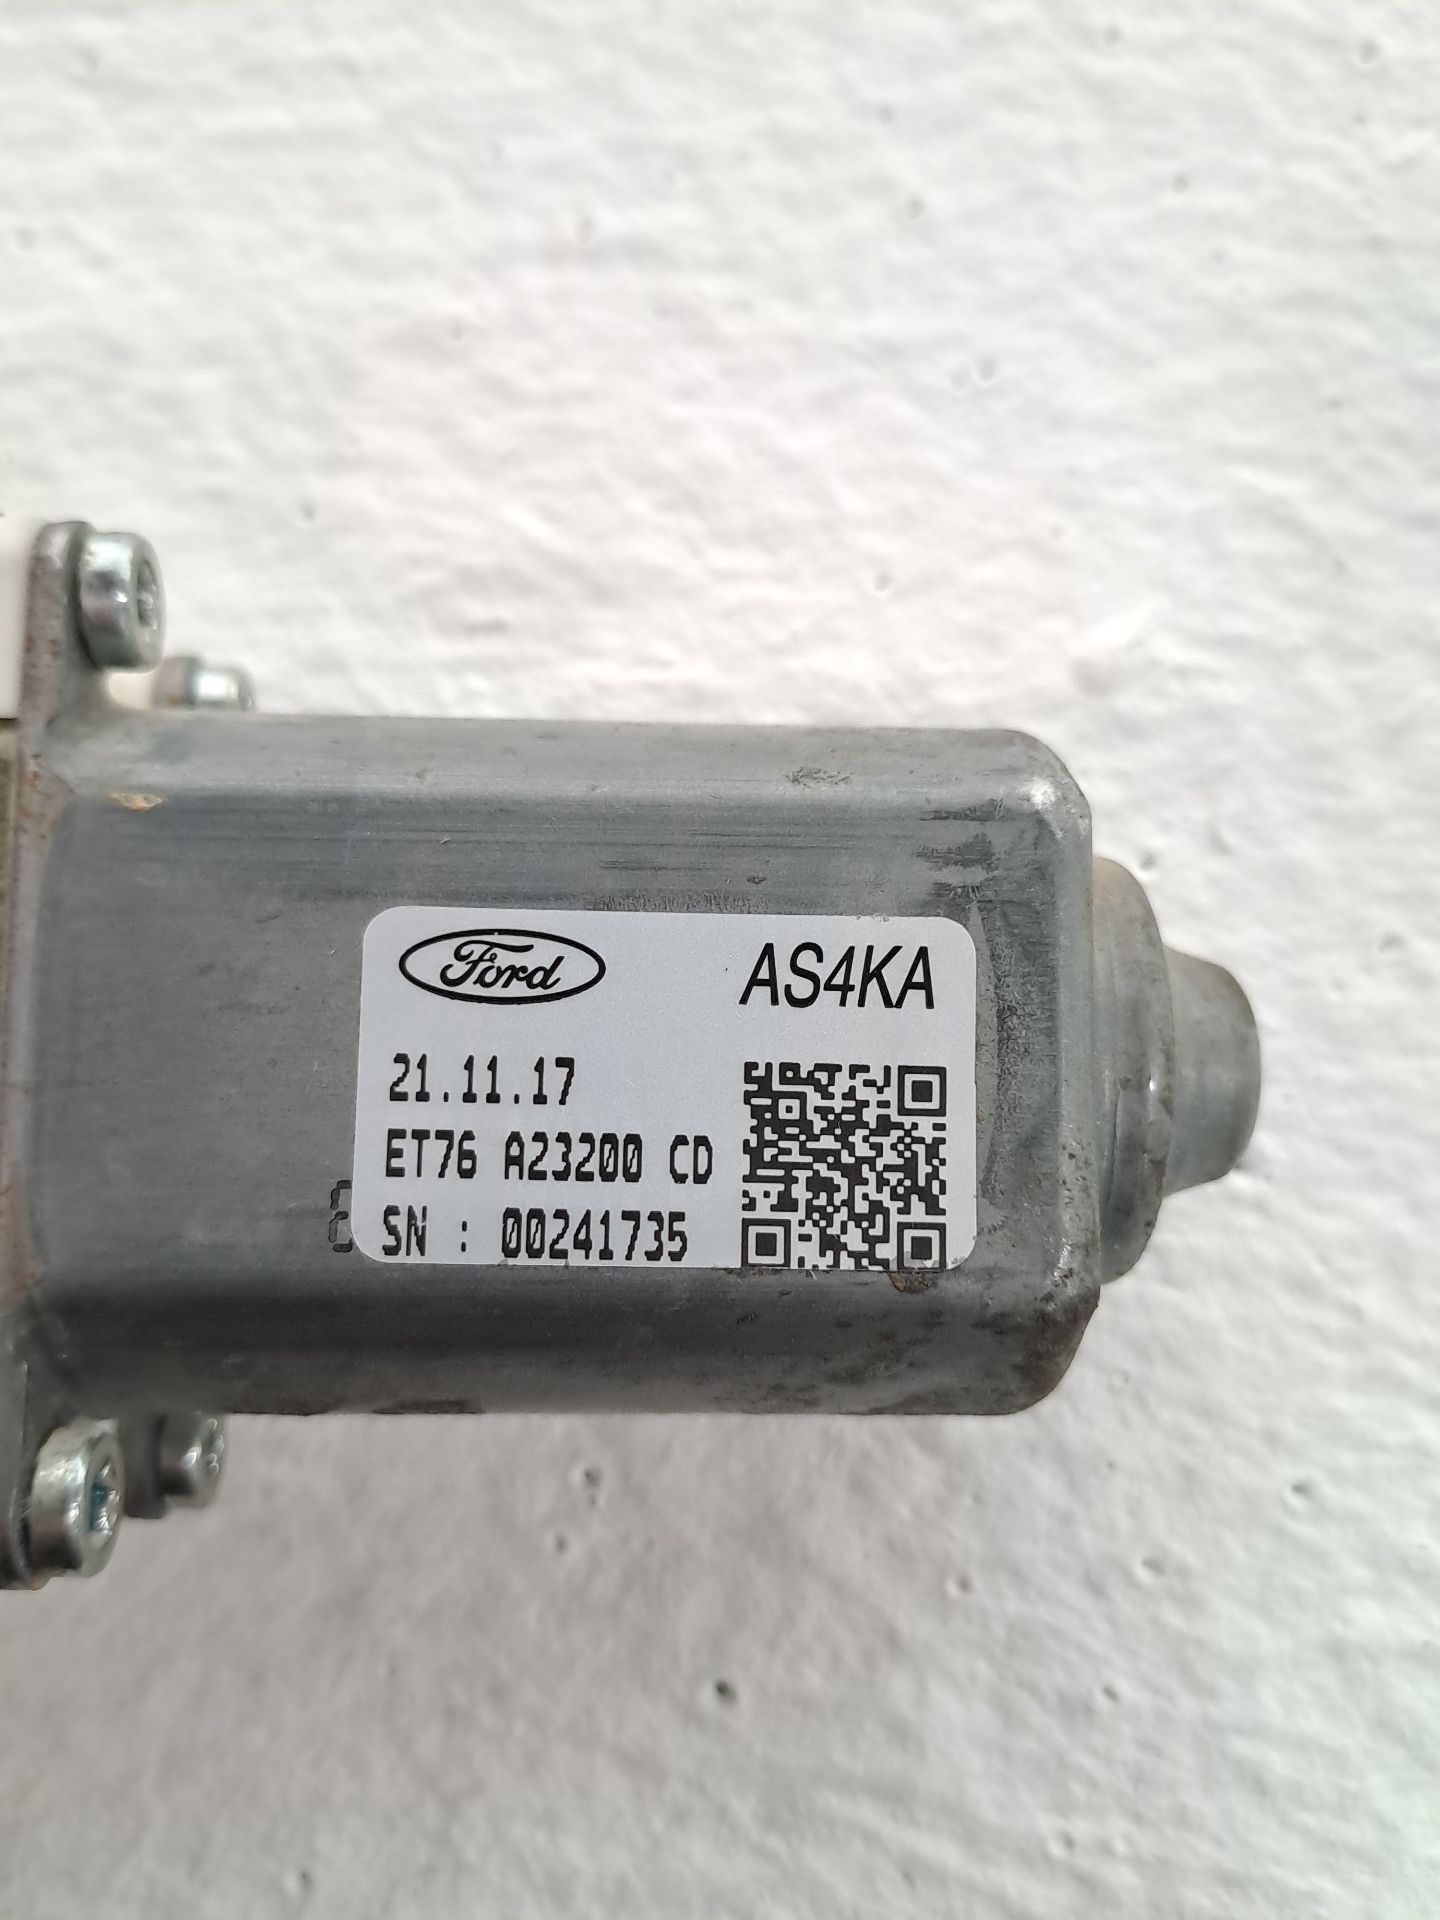 Ford AS4KA
21.11.17
ET76 A23200 CD
SN : 00241735